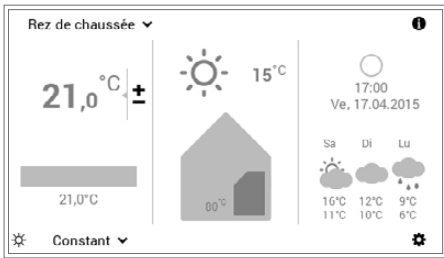 Rez de chaussée
21,0 °C ±
21,0°C
Constant
15°C
80°C
17:00
Ve, 17.04.2015
Sa Di Lu
16°C 12°C 9°C
11°C 10°C 6°C